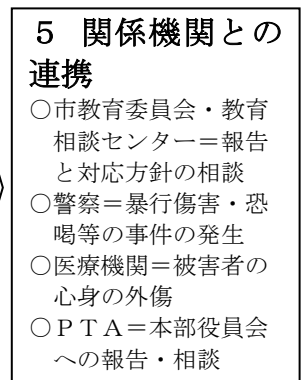 5 関係機関との
連携
○市教育委員会・教育
相談センター＝報告
と対応方針の相談
○警察＝暴行傷害・恐
喝等の事件の発生
○医療機関＝被害者の
心身の外傷
○ＰＴＡ＝本部役員会
への報告・相談